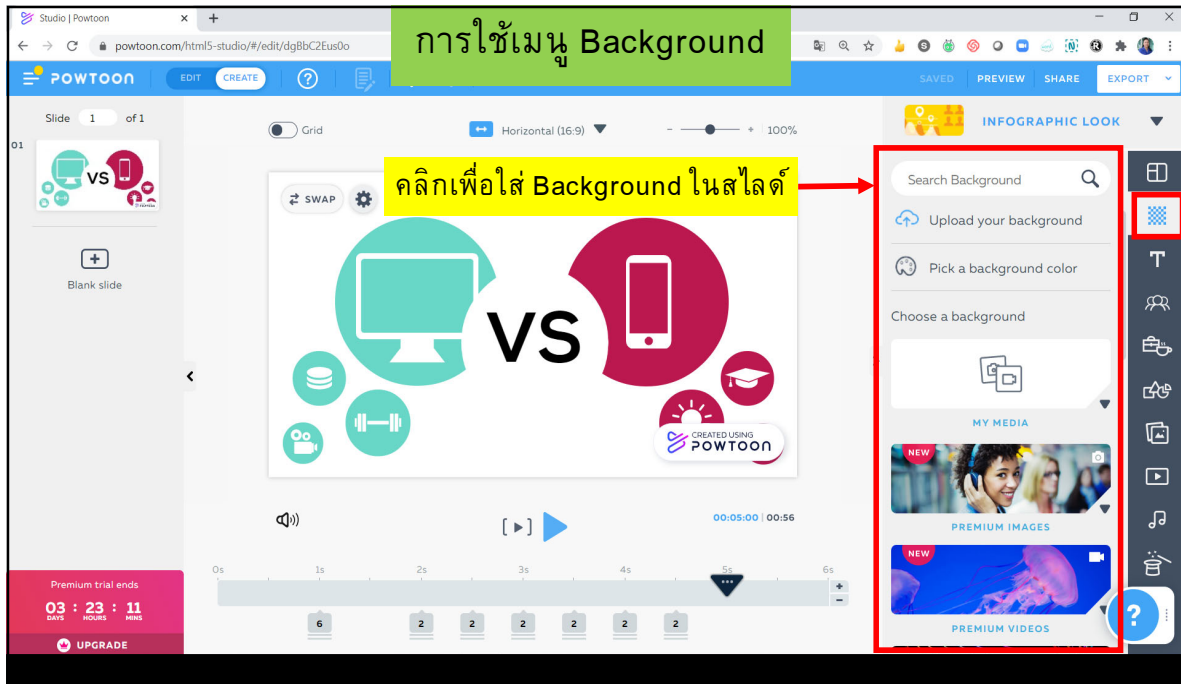 Studio | Powtoon
powtoon.com/html5-studio/#/edit/dgBbC2Eus0o
การใช้เมนู Background
POWTOON
EDIT CREATE
SAVED PREVIEW SHARE EXPORT
Slide 1 of 1
01
VS
Blank slide
Grid
Horizontal (16:9)
- + 100%
INFOGRAPHIC LOOK
คลิกเพื่อใส่ Background ในสไลด์
SWAP
VS
CREATED USING
POWTOON
Search Background
Upload your background
Pick a background color
Choose a background
MY MEDIA
NEW
PREMIUM IMAGES
NEW
PREMIUM VIDEOS
T
00:05:00 | 00:56
0s 1s 2s 3s 4s 5s 6s
6 2 2 2 2 2 2
+
-
Premium trial ends
03 : 23 : 11
DAYS HOURS MINS
UPGRADE
?